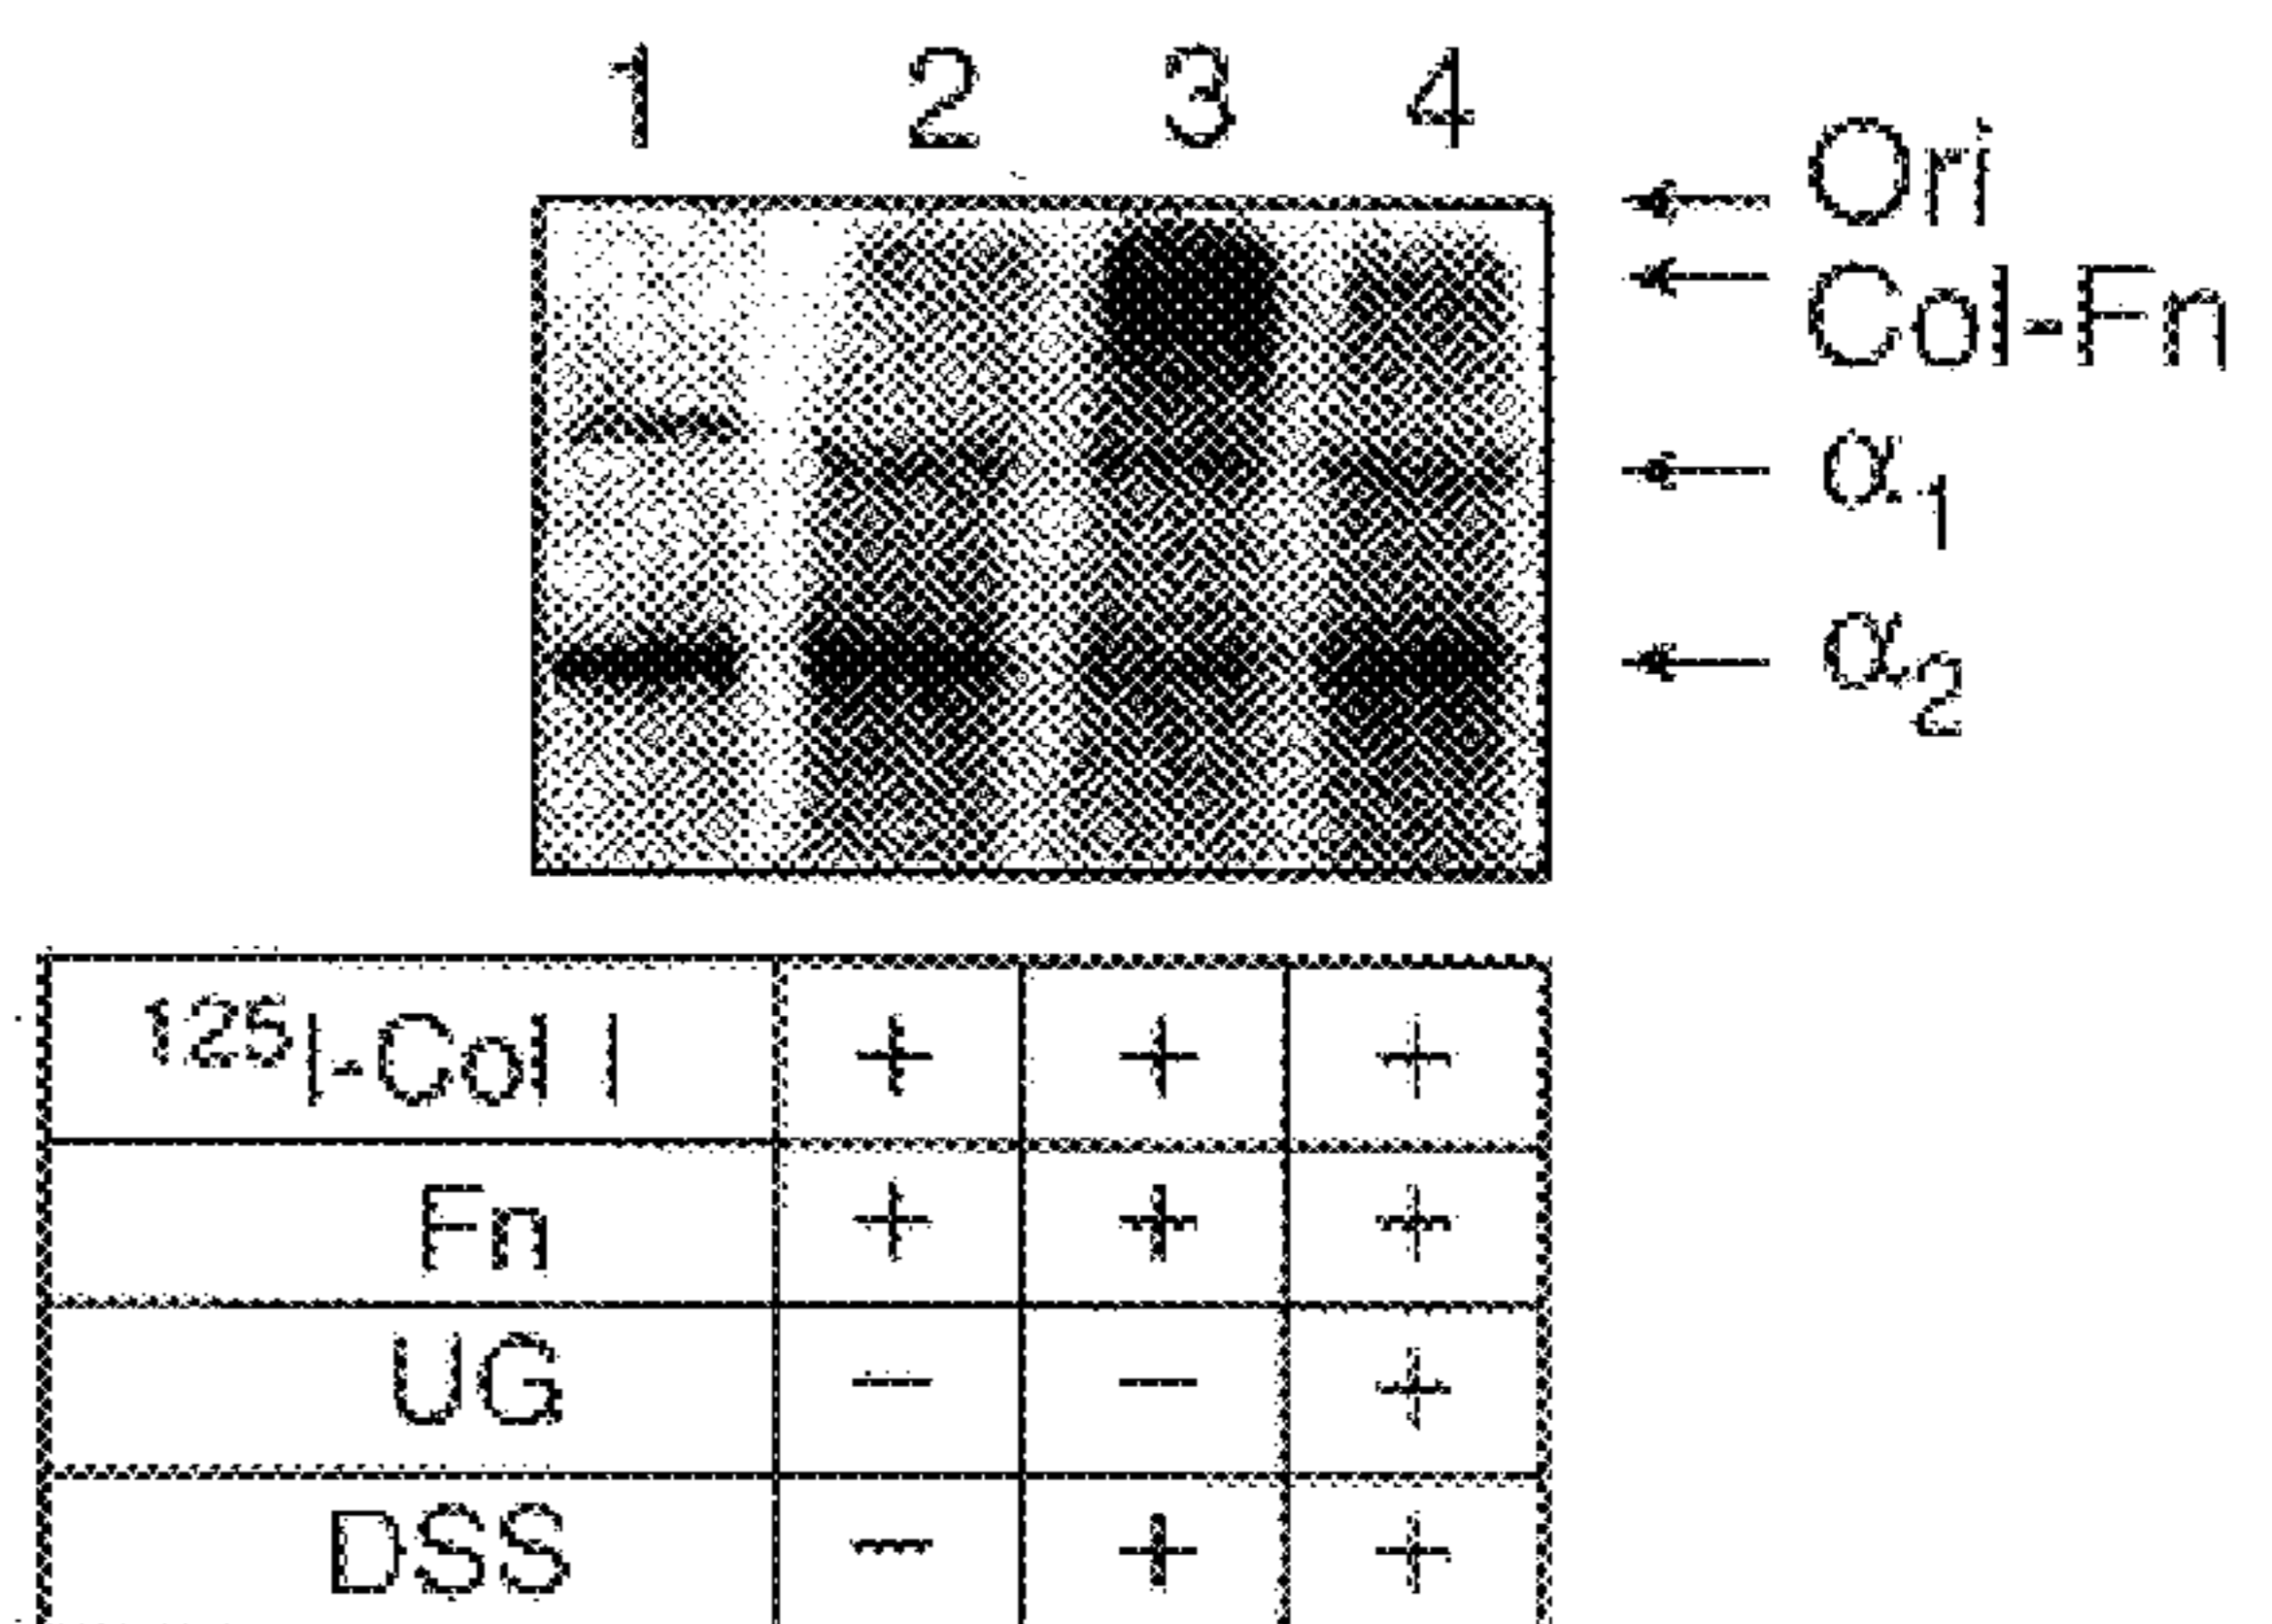 1 2 3 4
Ori
Col-Fn
α1
α2
125I-Col I + + +
Fn + + +
UG − − +
DSS − + +